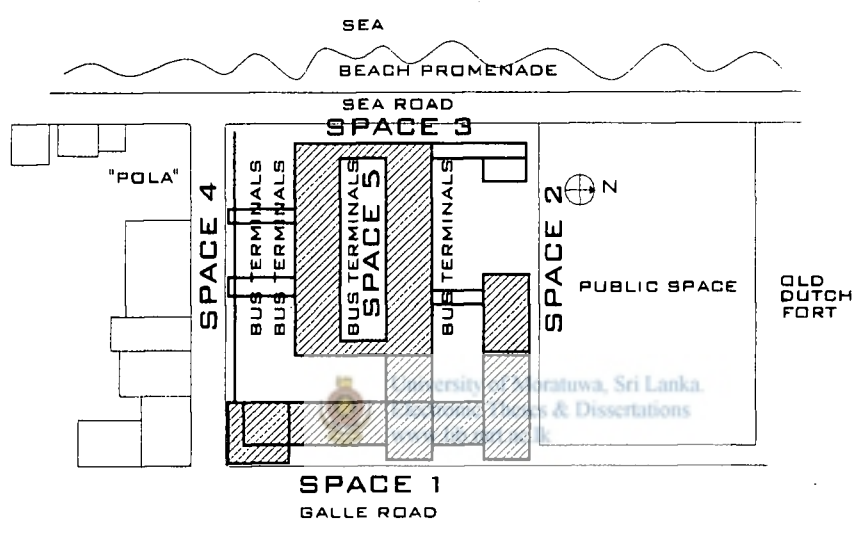 SEA
BEACH PROMENADE
SEA ROAD
SPACE 3
"POLA"
SPACE 4
BUS TERMINALS
BUS TERMINALS
BUS TERMINALS
SPACE 5
BUS TERMINALS
SPACE 2
N
PUBLIC SPACE
OLD
DUTCH
FORT
University of Moratuwa, Sri Lanka.
Electronic Theses & Dissertations
SPACE 1
GALLE ROAD